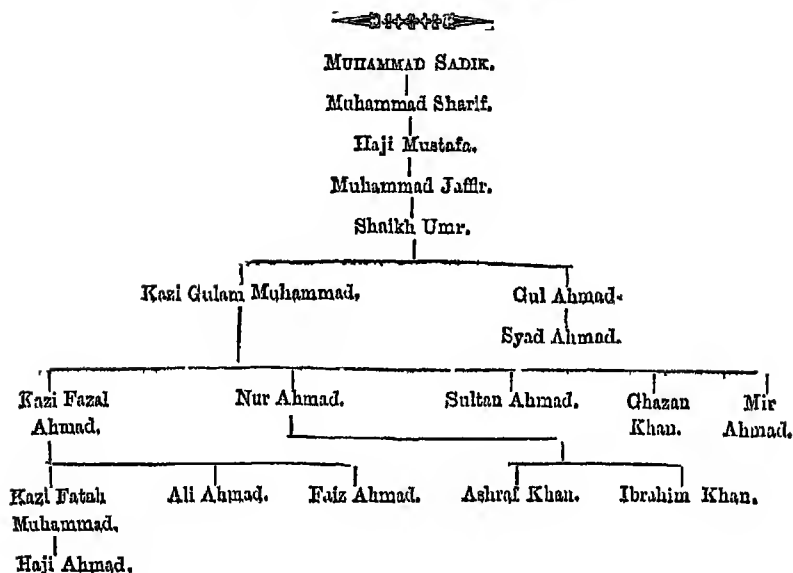 MUHAMMAD SADIK.
Muhammad Sharif.
Haji Mustafa.
Muhammad Jaffir.
Shaikh Umr.
Kazi Gulam Muhammad. Gul Ahmad.
Syad Ahmad.
Kazi Fazal Nur Ahmad. Sultan Ahmad. Ghazan Mir
Ahmad. Khan. Ahmad.
Kazi Fatah Ali Ahmad. Faiz Ahmad. Ashraf Khan. Ibrahim Khan.
Muhammad.
Haji Ahmad.